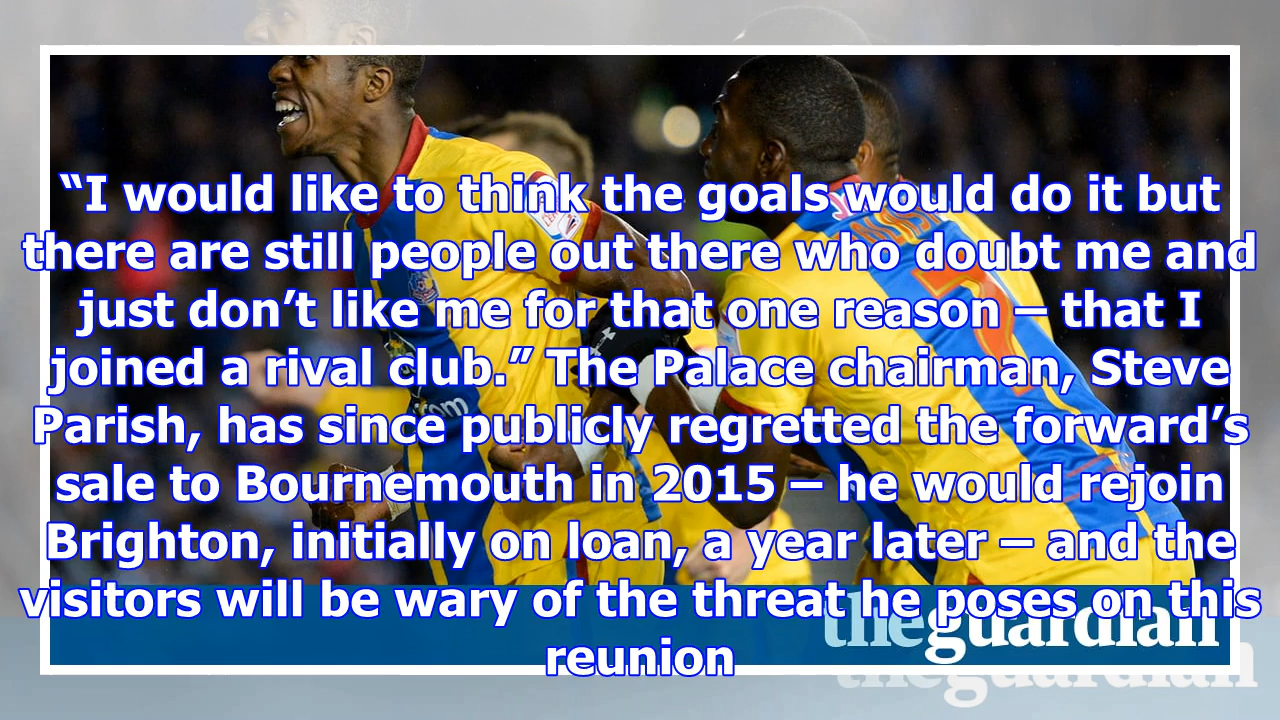 “I would like to think the goals would do it but
there are still people out there who doubt me and
just don’t like me for that one reason – that I
joined a rival club.” The Palace chairman, Steve
Parish, has since publicly regretted the forward’s
sale to Bournemouth in 2015 – he would rejoin
Brighton, initially on loan, a year later – and the
visitors will be wary of the threat he poses on this
reunion
theguardian
theguardian